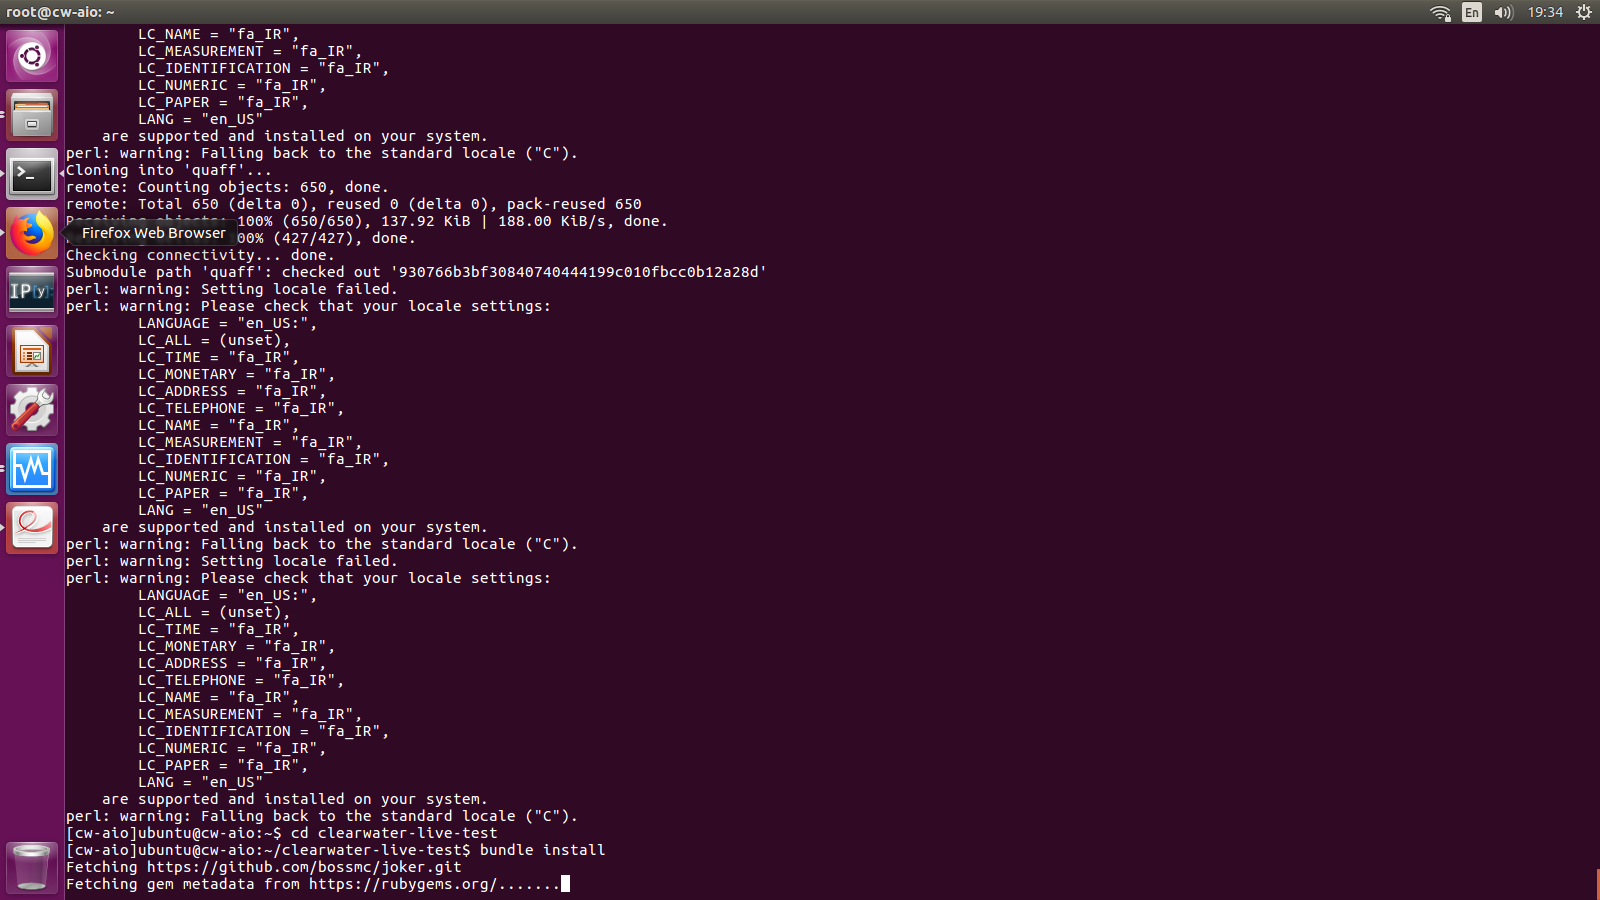 root@cw-aio: ~
En
19:34
LC_NAME = "fa_IR",
LC_MEASUREMENT = "fa_IR",
LC_IDENTIFICATION = "fa_IR",
LC_NUMERIC = "fa_IR",
LC_PAPER = "fa_IR",
LANG = "en_US"
are supported and installed on your system.
perl: warning: Falling back to the standard locale ("C").
Cloning into 'quaff'...
remote: Counting objects: 650, done.
remote: Total 650 (delta 0), reused 0 (delta 0), pack-reused 650
Receiving objects: 100% (650/650), 137.92 KiB | 188.00 KiB/s, done.
Firefox Web Browser
100% (427/427), done.
Checking connectivity... done.
Submodule path 'quaff': checked out '930766b3bf30840740444199c010fbcc0b12a28d'
perl: warning: Setting locale failed.
perl: warning: Please check that your locale settings:
LANGUAGE = "en_US:",
LC_ALL = (unset),
LC_TIME = "fa_IR",
LC_MONETARY = "fa_IR",
LC_ADDRESS = "fa_IR",
LC_TELEPHONE = "fa_IR",
LC_NAME = "fa_IR",
LC_MEASUREMENT = "fa_IR",
LC_IDENTIFICATION = "fa_IR",
LC_NUMERIC = "fa_IR",
LC_PAPER = "fa_IR",
LANG = "en_US"
are supported and installed on your system.
perl: warning: Falling back to the standard locale ("C").
perl: warning: Setting locale failed.
perl: warning: Please check that your locale settings:
LANGUAGE = "en_US:",
LC_ALL = (unset),
LC_TIME = "fa_IR",
LC_MONETARY = "fa_IR",
LC_ADDRESS = "fa_IR",
LC_TELEPHONE = "fa_IR",
LC_NAME = "fa_IR",
LC_MEASUREMENT = "fa_IR",
LC_IDENTIFICATION = "fa_IR",
LC_NUMERIC = "fa_IR",
LC_PAPER = "fa_IR",
LANG = "en_US"
are supported and installed on your system.
perl: warning: Falling back to the standard locale ("C").
[cw-aio]ubuntu@cw-aio:~$ cd clearwater-live-test
[cw-aio]ubuntu@cw-aio:~/clearwater-live-test$ bundle install
Fetching https://github.com/bossmc/joker.git
Fetching gem metadata from https://rubygems.org/.......
>_
IP[y]: